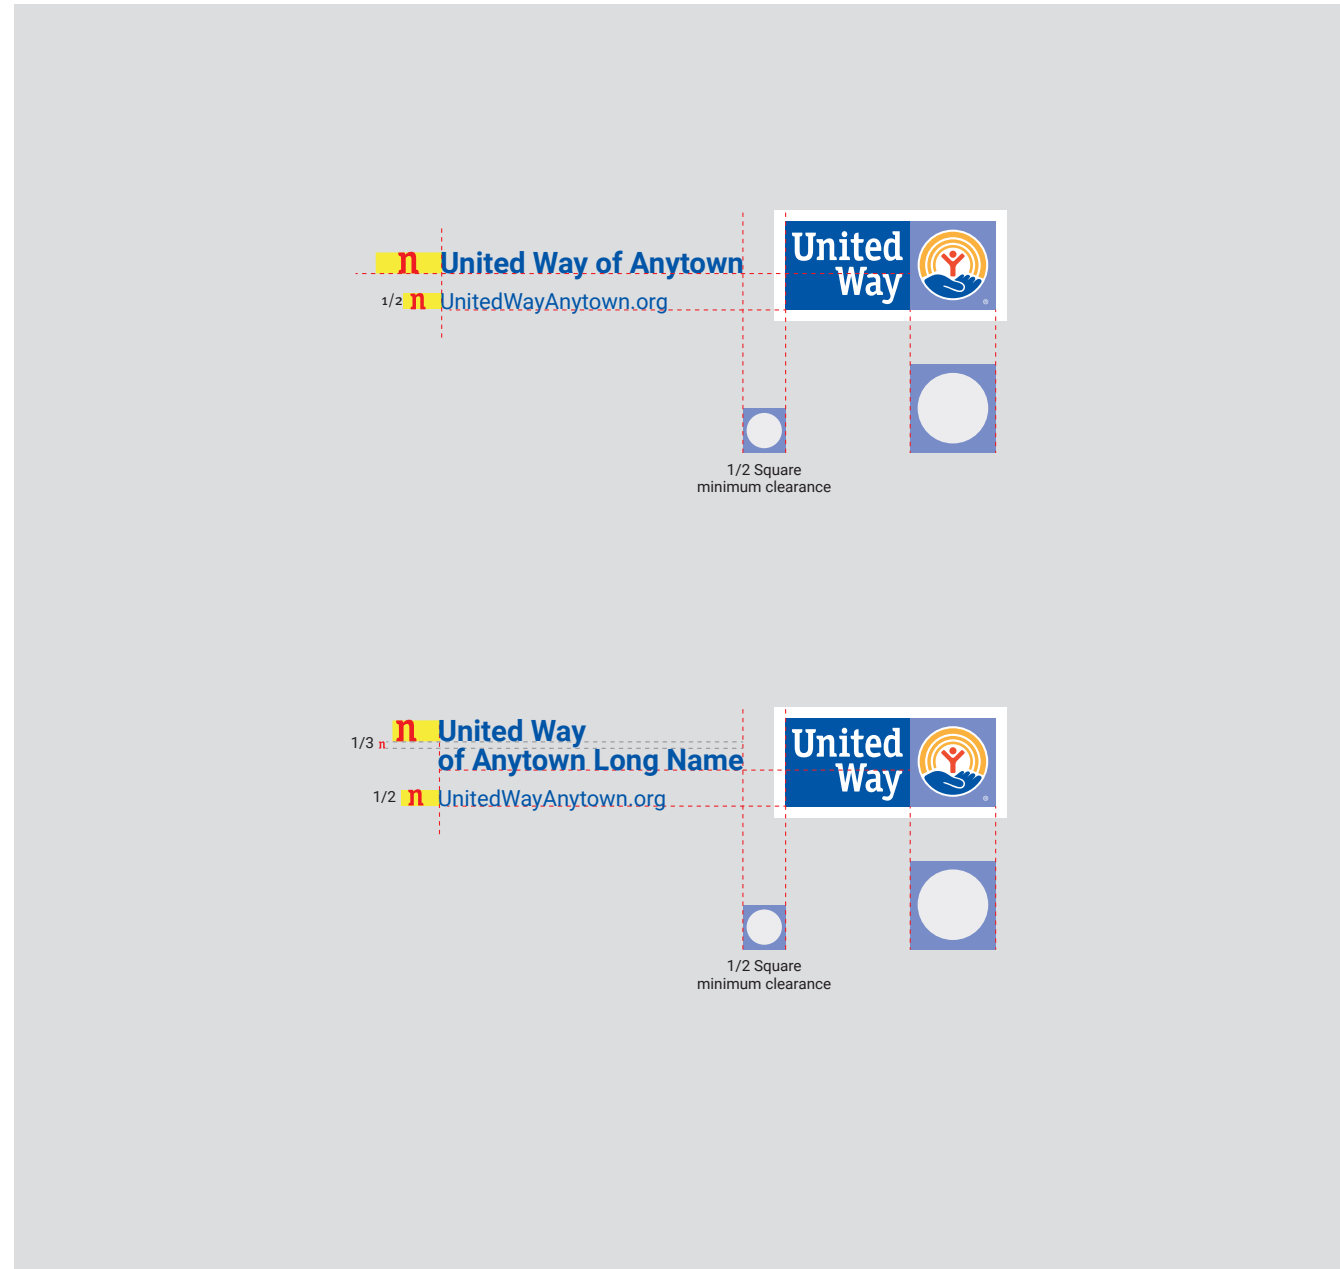 n United Way of Anytown
1/2 n UnitedWayAnytown.org
United
Way
®
1/2 Square
minimum clearance
n United Way
1/3 n
of Anytown Long Name
1/2 n UnitedWayAnytown.org
United
Way
®
1/2 Square
minimum clearance